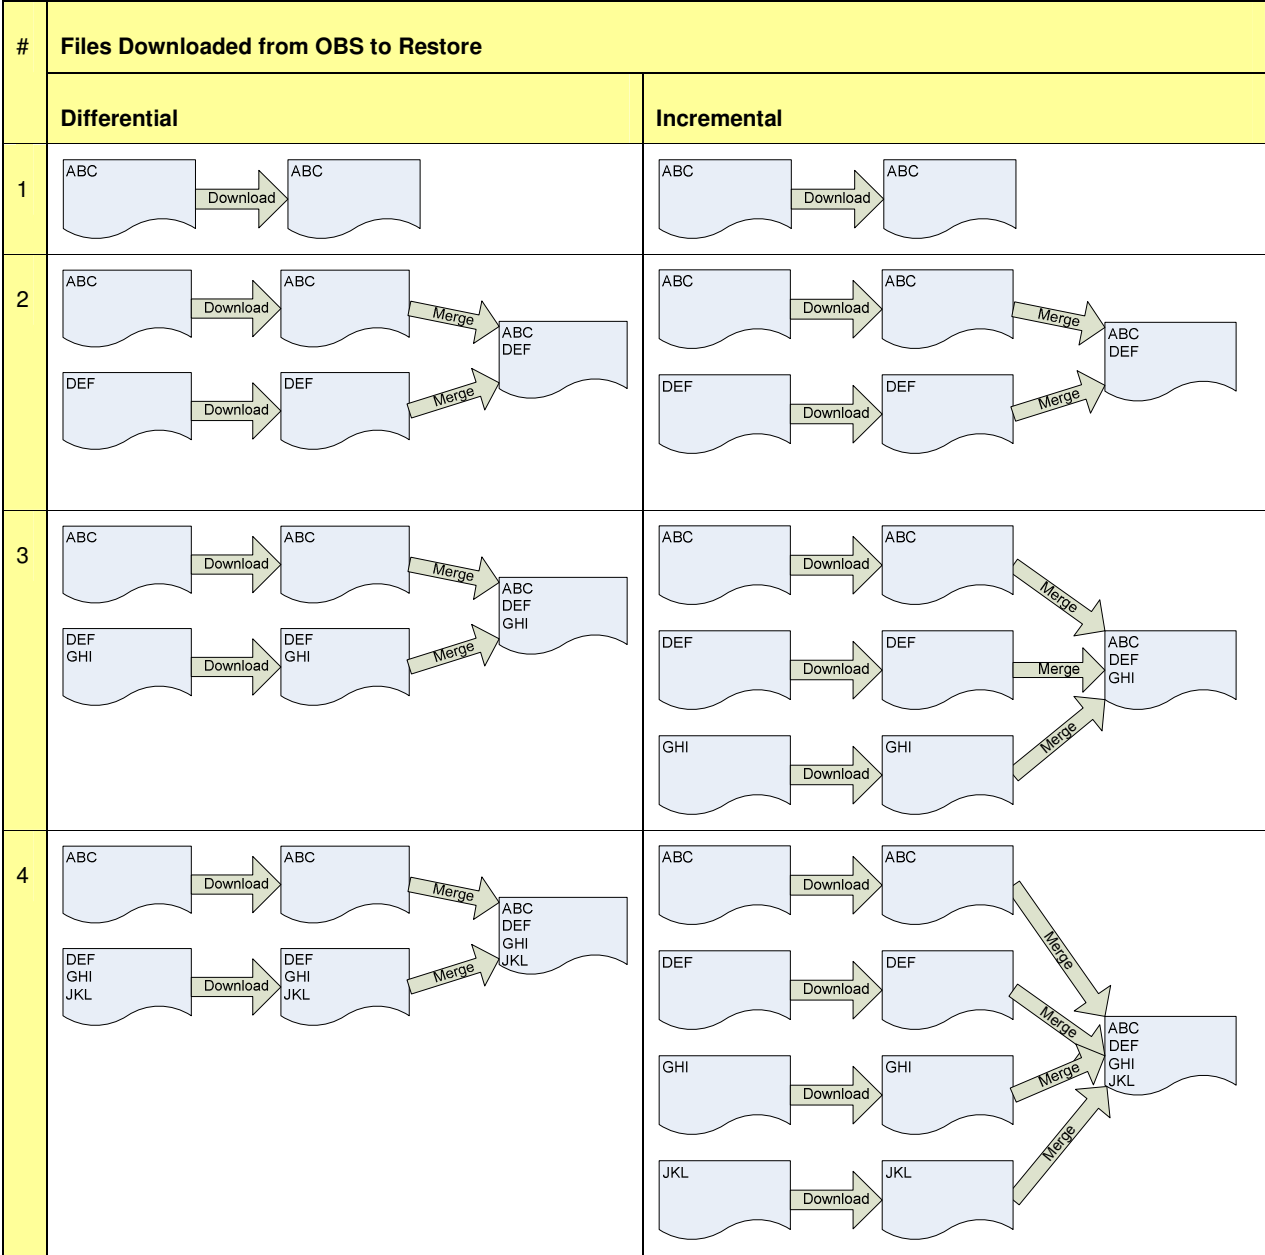 #
Files Downloaded from OBS to Restore
Differential
Incremental
1
ABC
Download
ABC
ABC
Download
ABC
2
ABC
Download
ABC
Merge
DEF
Download
DEF
Merge
ABC
DEF
ABC
Download
ABC
Merge
DEF
Download
DEF
Merge
ABC
DEF
3
ABC
Download
ABC
Merge
DEF
GHI
Download
DEF
GHI
Merge
ABC
DEF
GHI
ABC
Download
ABC
Merge
DEF
Download
DEF
Merge
GHI
Download
GHI
Merge
ABC
DEF
GHI
4
ABC
Download
ABC
Merge
DEF
GHI
JKL
Download
DEF
GHI
JKL
Merge
ABC
DEF
GHI
JKL
ABC
Download
ABC
Merge
DEF
Download
DEF
Merge
GHI
Download
GHI
Merge
JKL
Download
JKL
Merge
ABC
DEF
GHI
JKL